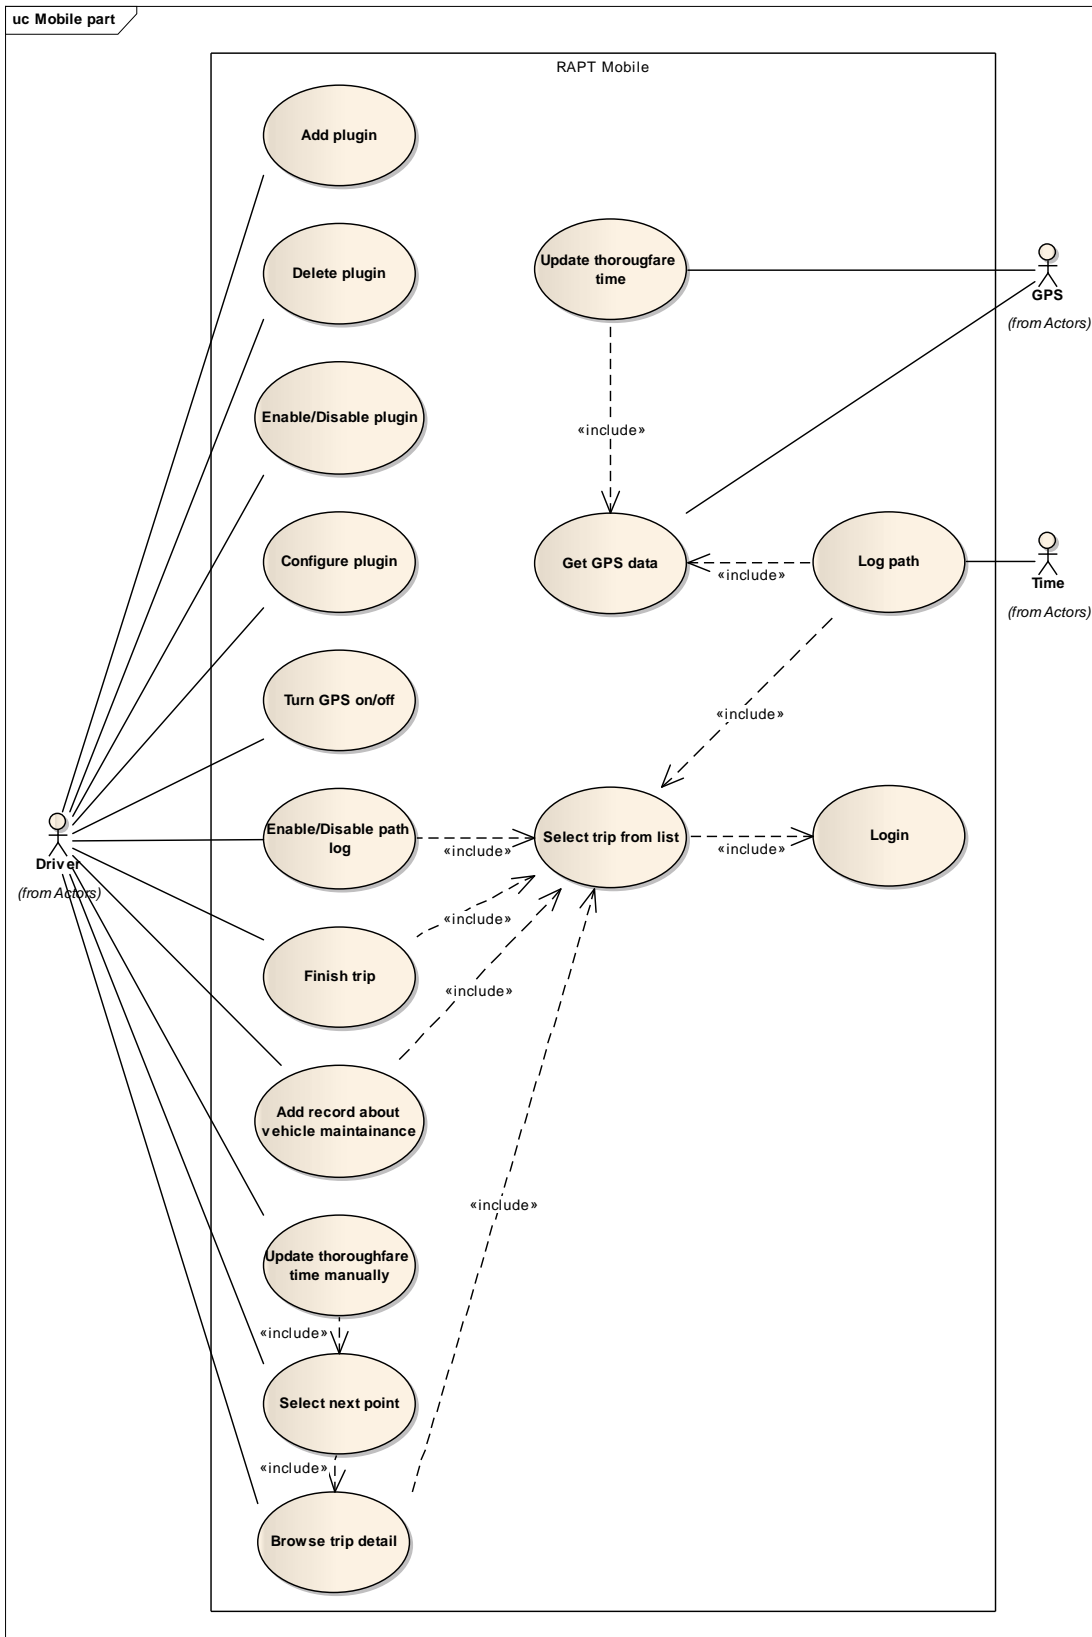 uc Mobile part
RAPT Mobile
Add plugin
Delete plugin
Update thorougfare
time
GPS
(from Actors)
Enable/Disable plugin
«include»
Configure plugin
Get GPS data
«include»
Log path
Time
(from Actors)
Turn GPS on/off
«include»
Driver
(from Actors)
Enable/Disable path
log
«include»
Select trip from list
«include»
Login
«include»
Finish trip
«include»
Add record about
vehicle maintainance
«include»
Update thoroughfare
time manually
«include»
Select next point
«include»
Browse trip detail